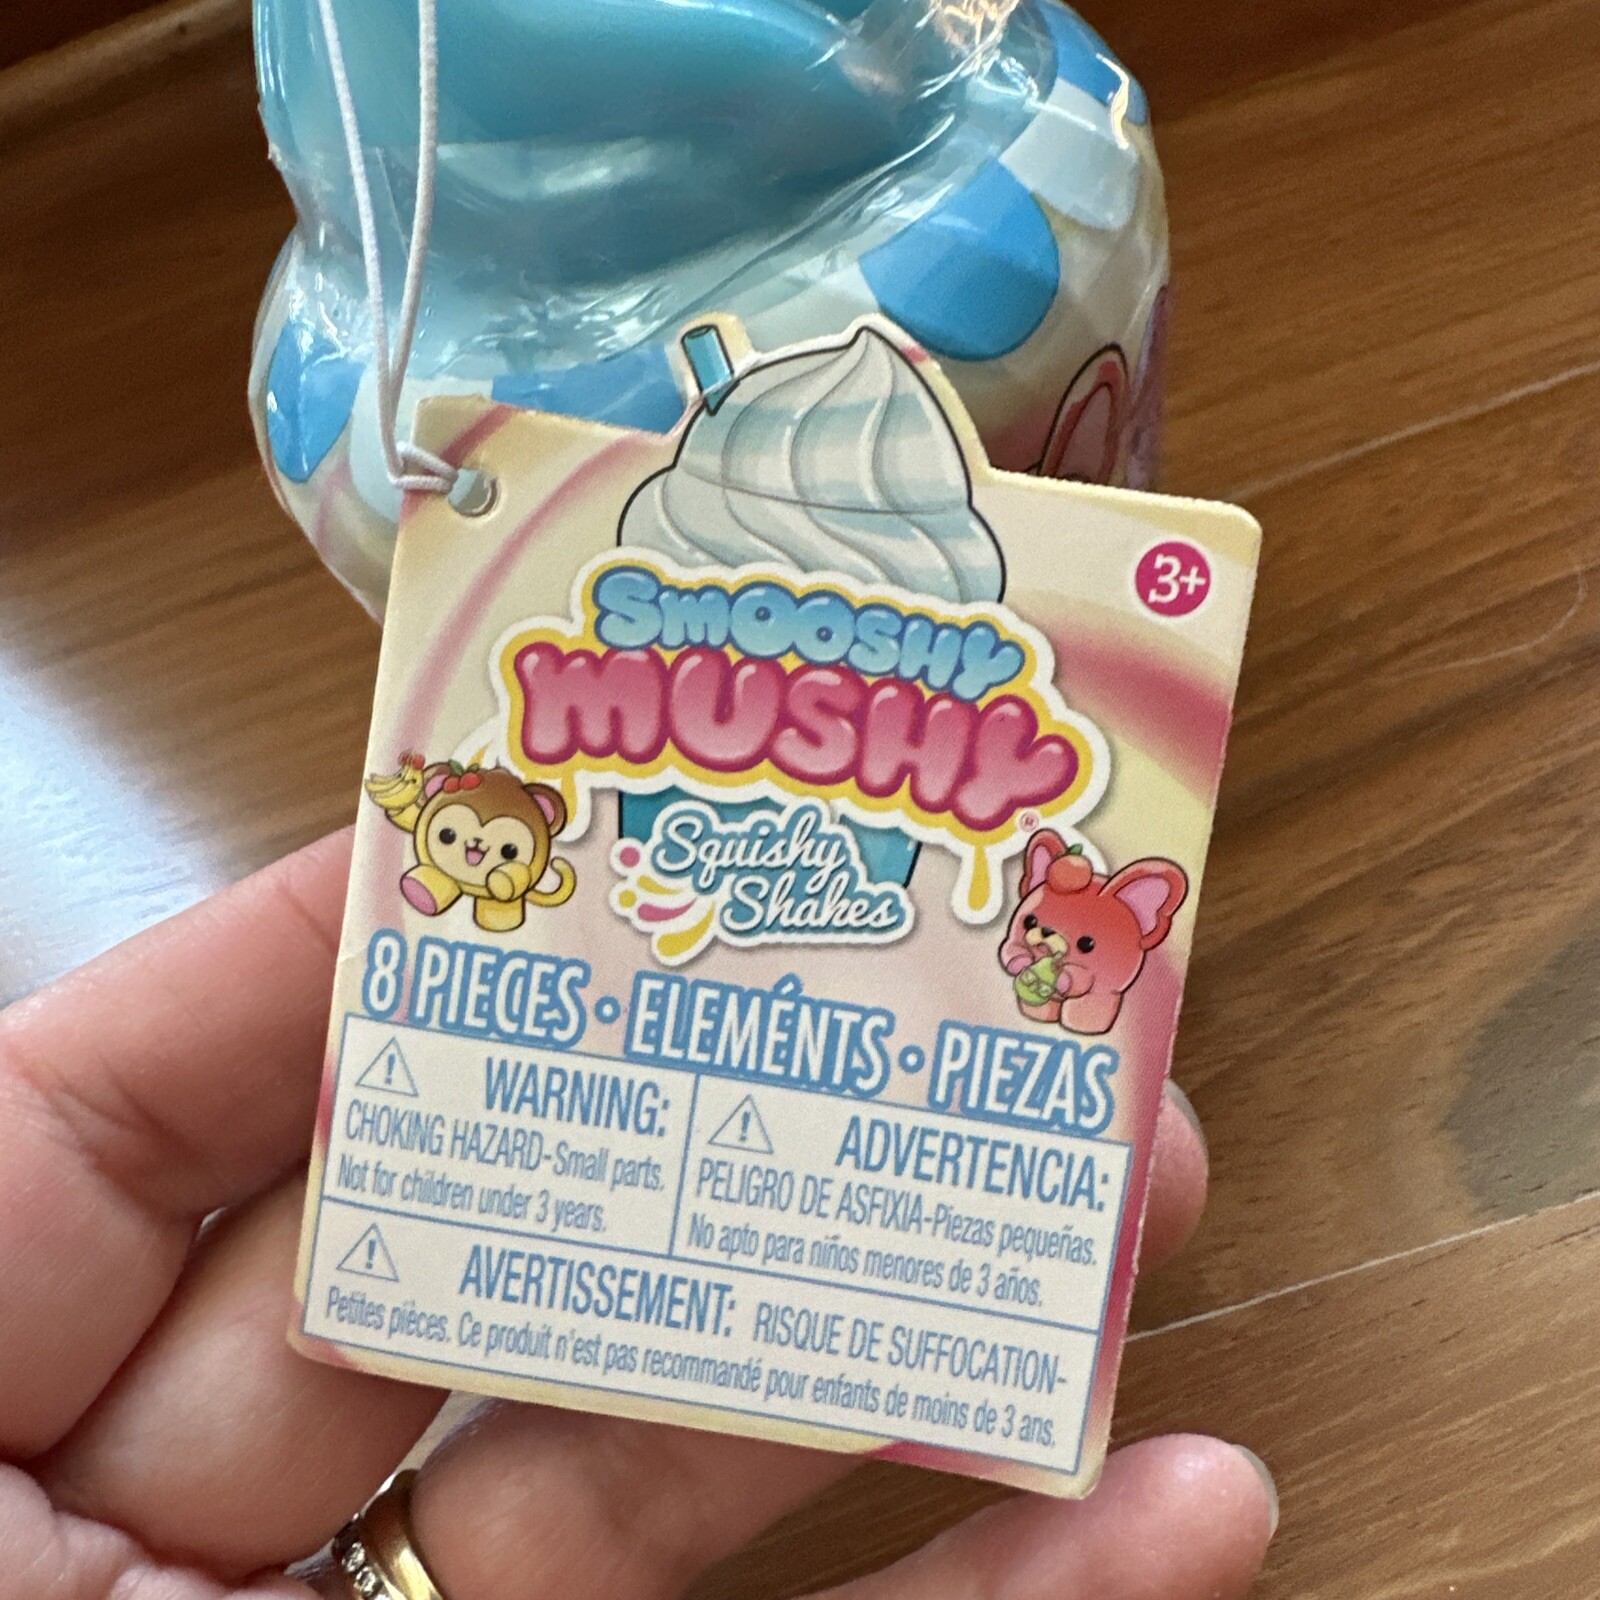 3+
SMOOSHY
MUSHY®
Squishy
Shakes
8 PIECES • ELEMÉNTS • PIEZAS
WARNING:
CHOKING HAZARD-Small parts.
Not for children under 3 years.
ADVERTENCIA:
PELIGRO DE ASFIXIA-Piezas pequeñas.
No apto para niños menores de 3 años.
AVERTISSEMENT: RISQUE DE SUFFOCATION-
Petites pièces. Ce produit n'est pas recommandé pour enfants de moins de 3 ans.